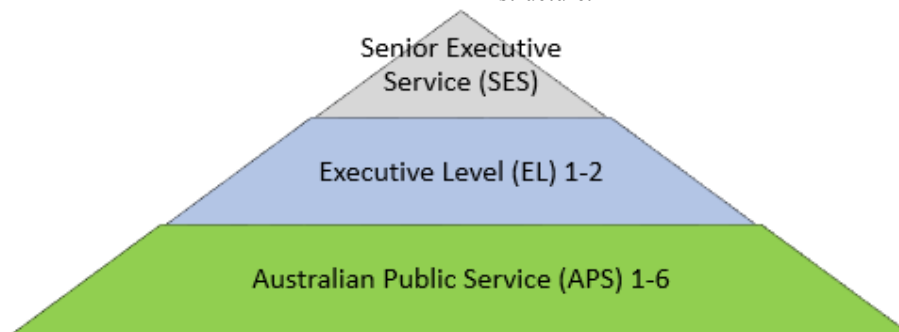 Senior Executive
Service (SES)
Executive Level (EL) 1-2
Australian Public Service (APS) 1-6